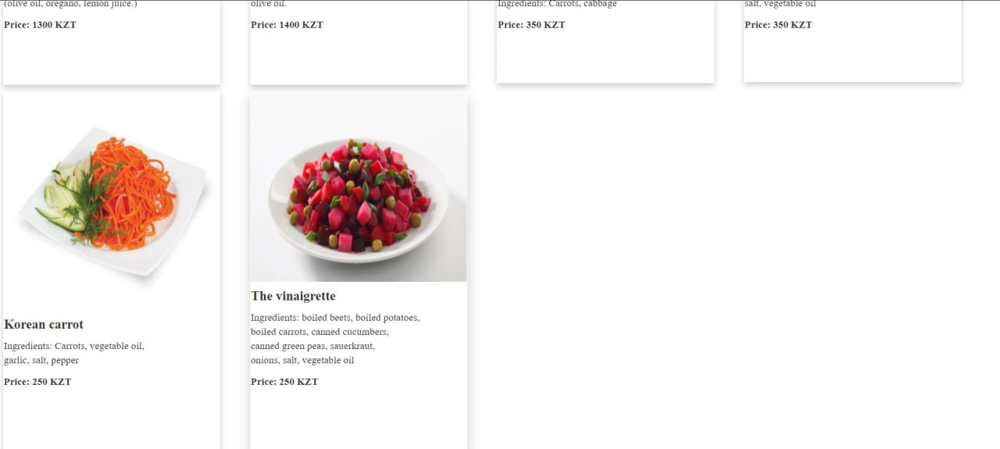 (olive oil, oregano, lemon juice.)
olive oil.
Ingredients: Carrots, cabbage
salt, vegetable oil
Price: 1300 KZT
Price: 1400 KZT
Price: 350 KZT
Price: 350 KZT
Korean carrot
Ingredients: Carrots, vegetable oil,
garlic, salt, pepper
Price: 250 KZT
The vinaigrette
Ingredients: boiled beets, boiled potatoes,
boiled carrots, canned cucumbers,
canned green peas, sauerkraut,
onions, salt, vegetable oil
Price: 250 KZT